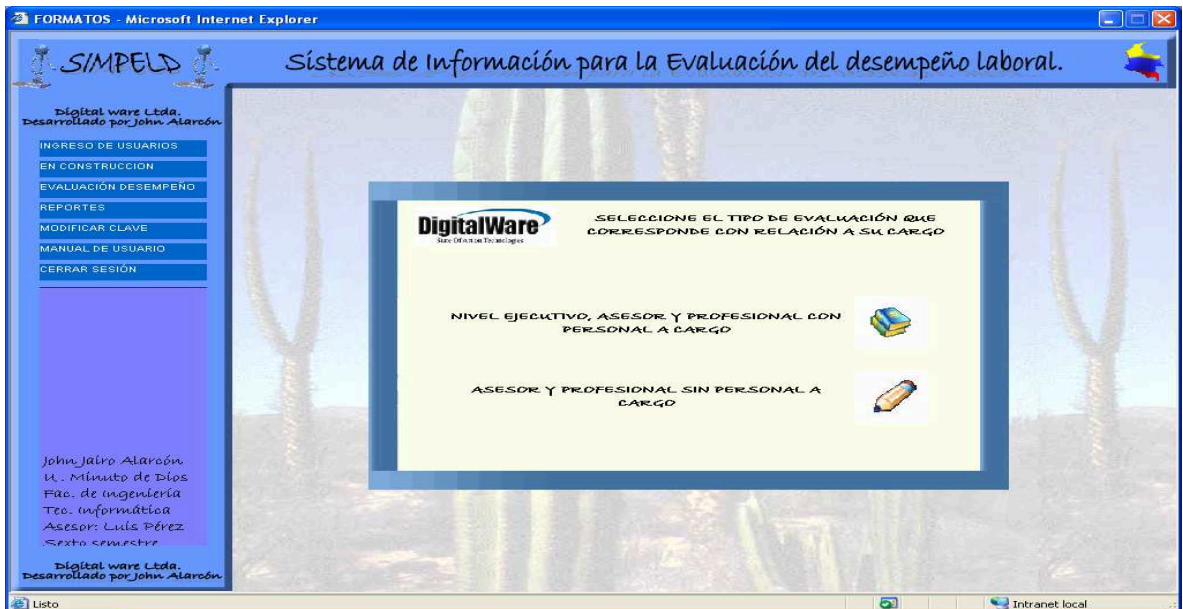 FORMATOS - Microsoft Internet Explorer
SIMPELD
Sistema de Información para la Evaluación del desempeño laboral.
Digital ware Ltda.
Desarrollado por John Alarcón
INGRESO DE USUARIOS
EN CONSTRUCCION
EVALUACIÓN DESEMPEÑO
REPORTES
MODIFICAR CLAVE
MANUAL DE USUARIO
CERRAR SESIÓN
John Jairo Alarcón
U. Minuto de Dios
Fac. de Ingeniería
Tec. Informática
Asesor: Luis Pérez
Sexto semestre
Digital ware Ltda.
Desarrollado por John Alarcón
DigitalWare
SELECCIONE EL TIPO DE EVALUACIÓN QUE
CORRESPONDE CON RELACIÓN A SU CARGO
NIVEL EJECUTIVO, ASESOR Y PROFESIONAL CON
PERSONAL A CARGO
ASESOR Y PROFESIONAL SIN PERSONAL A
CARGO
Listo
Intranet local